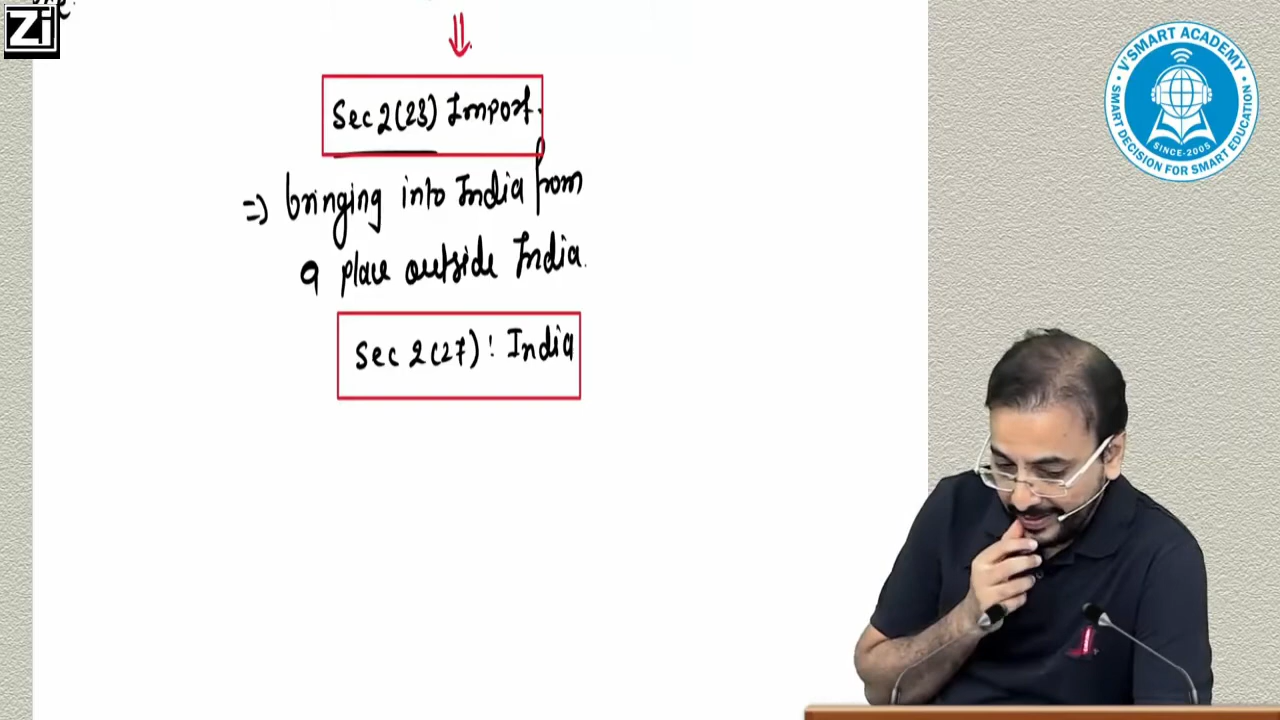 Zi
Sec 2(23) Import.
=> bringing into India from
a place outside India.
Sec 2(27): India
V'SMART ACADEMY
SINCE-2005
SMART DECISION FOR SMART EDUCATION